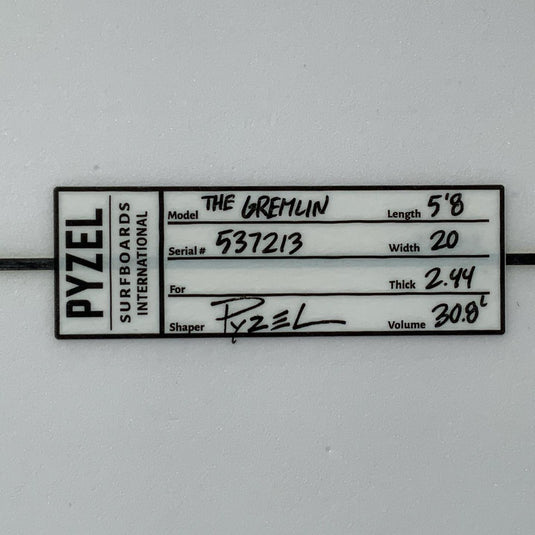 PYZEL
SURFBOARDS
INTERNATIONAL
Model THE GREMLIN Length 5'8
Serial # 537213 Width 20
For Thick 2.44
Shaper PYZEL Volume 30.8L